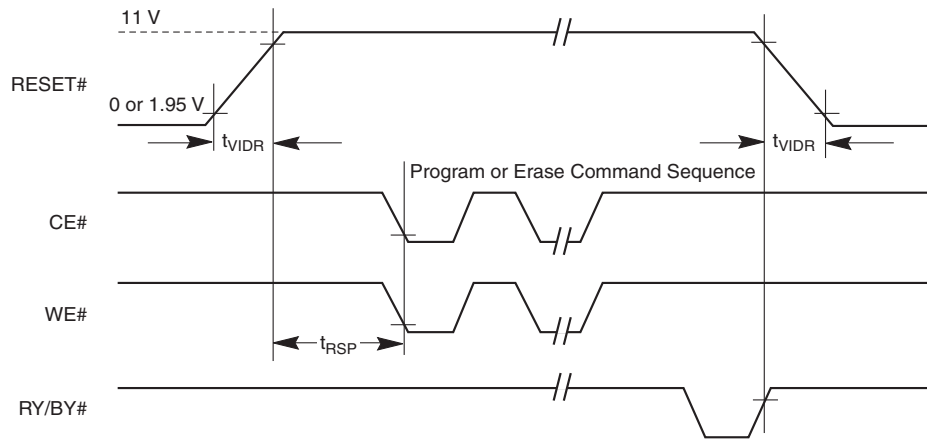 11 V
RESET#
0 or 1.95 V
tVIDR
tVIDR
Program or Erase Command Sequence
CE#
WE#
tRSP
RY/BY#